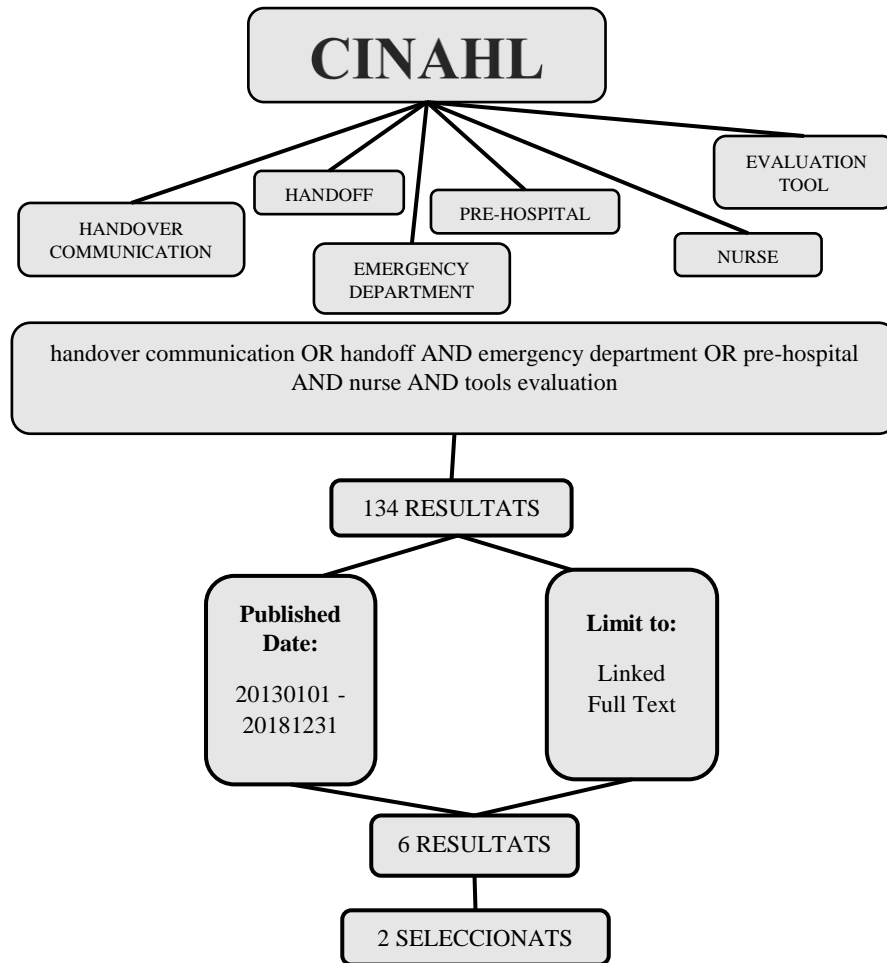 CINAHL
HANDOVER
COMMUNICATION
HANDOFF
EMERGENCY
DEPARTMENT
PRE-HOSPITAL
NURSE
EVALUATION
TOOL
handover communication OR handoff AND emergency department OR pre-hospital
AND nurse AND tools evaluation
134 RESULTATS
Published
Date:
20130101 -
20181231
Limit to:
Linked
Full Text
6 RESULTATS
2 SELECCIONATS